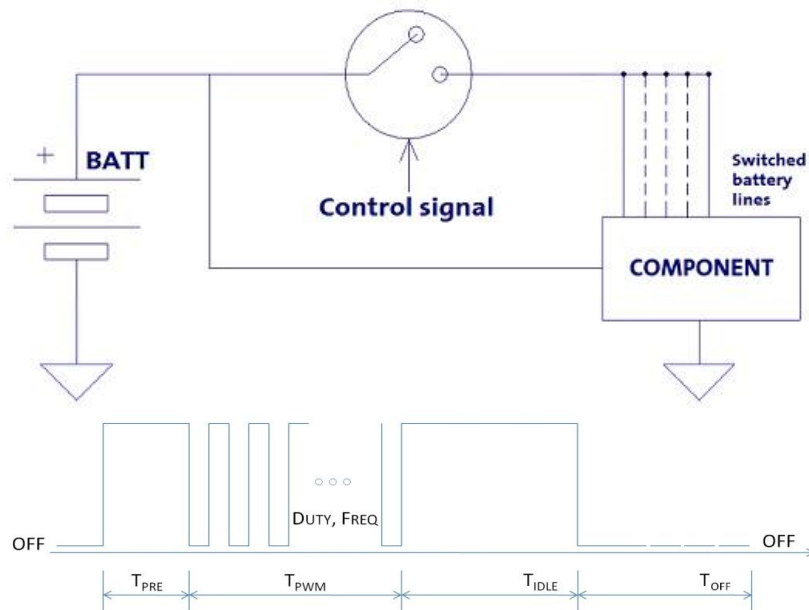 +
BATT
Control signal
Switched
battery
lines
COMPONENT
OFF
DUTY, FREQ
OFF
TPRE
TPWM
TIDLE
TOFF